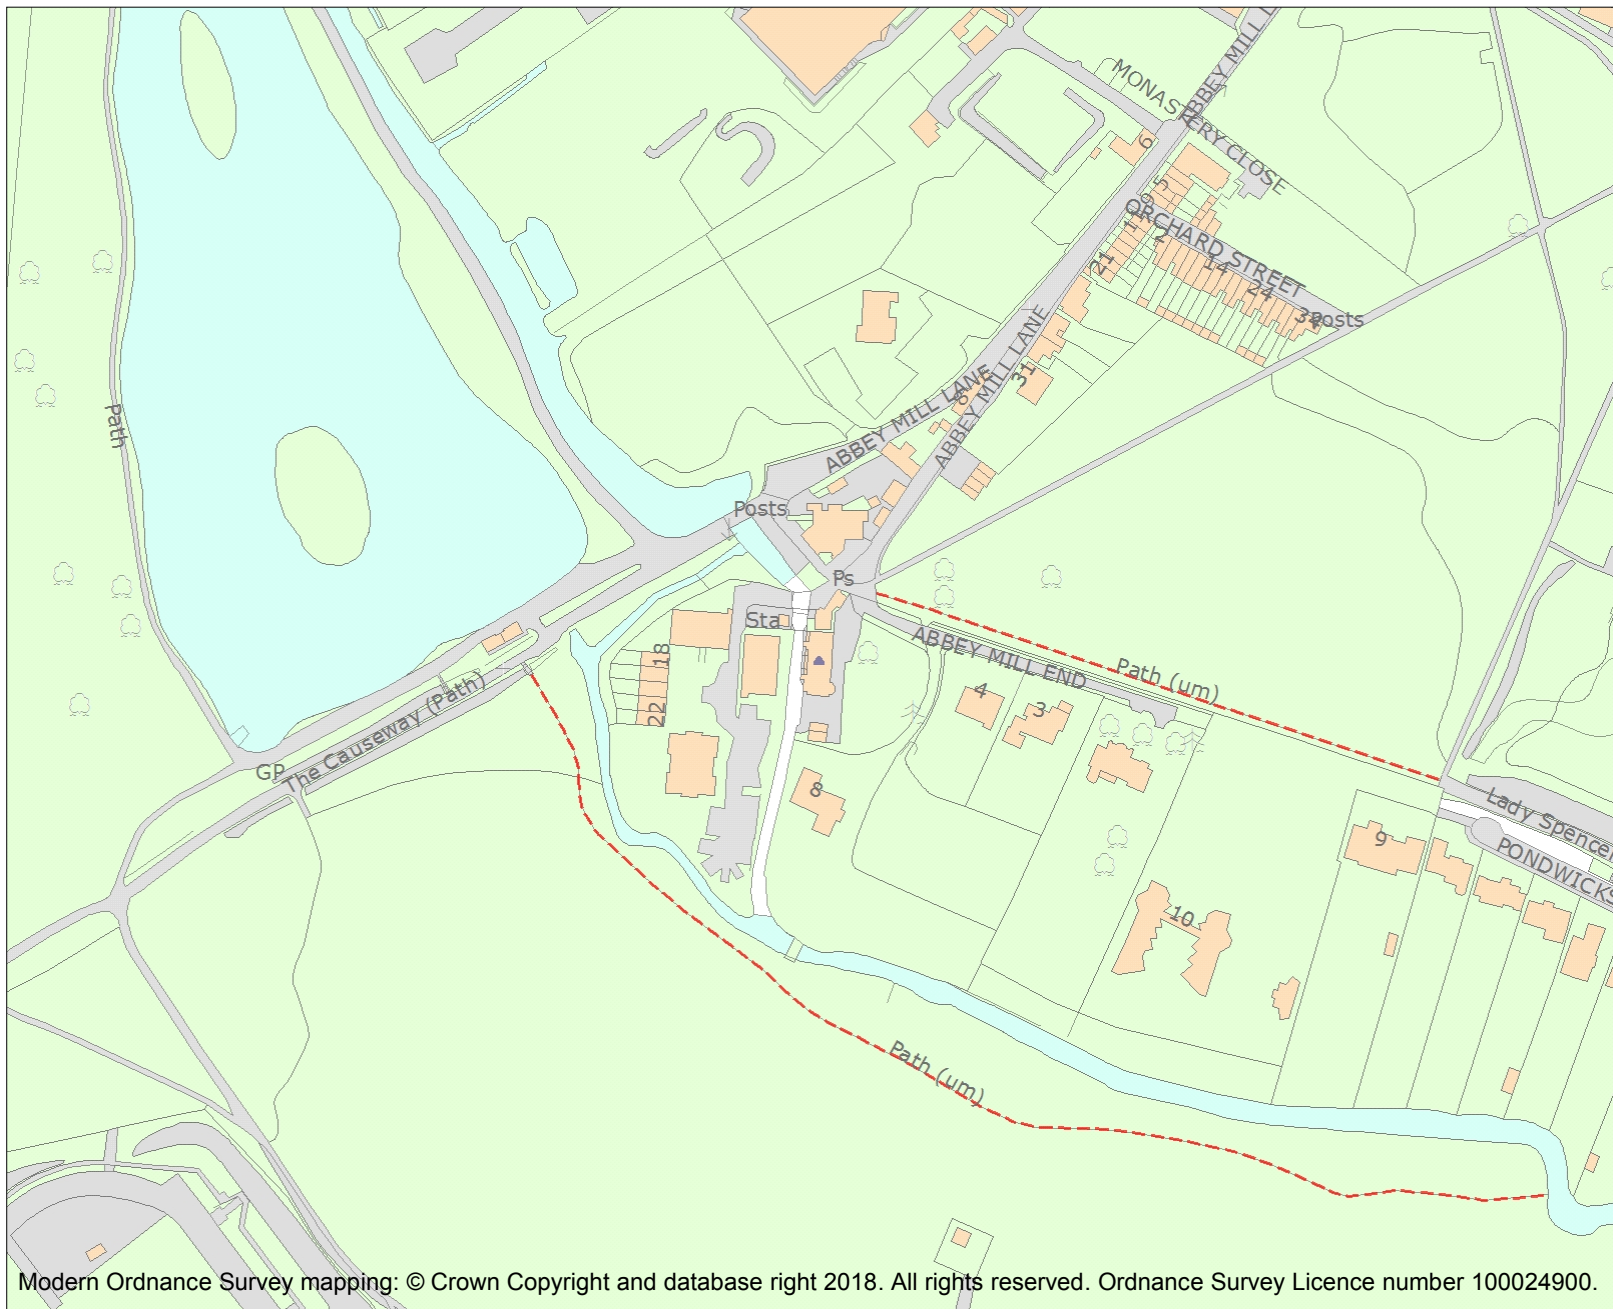 ABBEY MILL L
MONASTERY CLOSE
6
5
9
ORCHARD STREET
11
2
21
14
24
32
Posts
ABBEY MILL LANE
31
ABBEY MILL LANE
Path
Posts
Ps
Sta
ABBEY MILL END
Path (um)
18
22
4
3
The Causeway (Path)
GP
8
9
Lady Spencer
PONDWICKS
10
Path (um)
Modern Ordnance Survey mapping: © Crown Copyright and database right 2018. All rights reserved. Ordnance Survey Licence number 100024900.